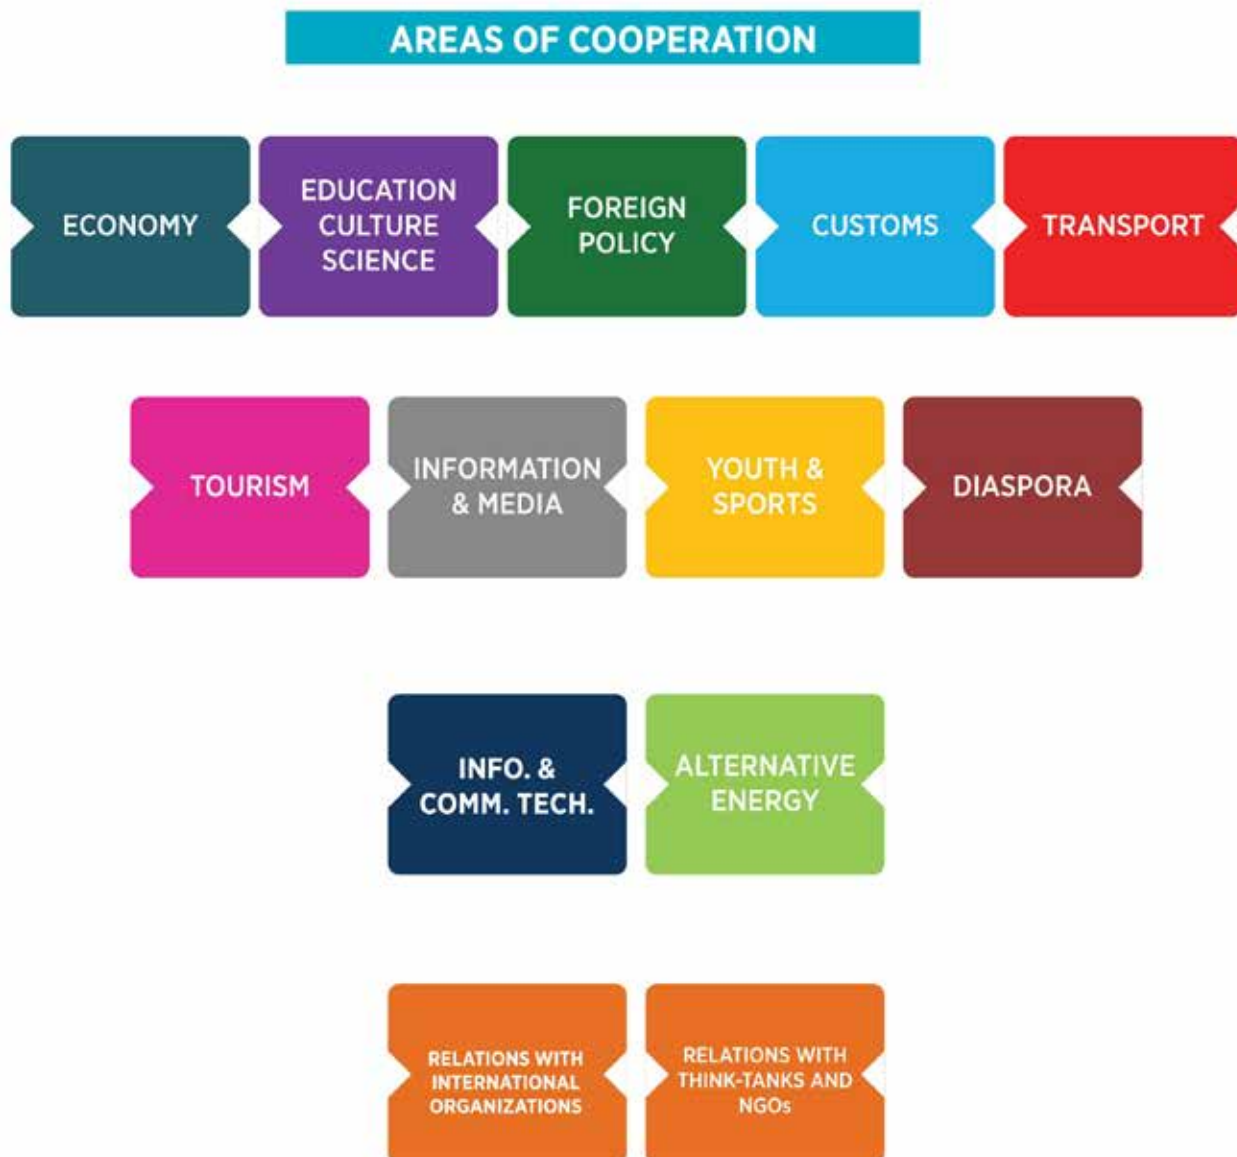 AREAS OF COOPERATION
ECONOMY
EDUCATION
CULTURE
SCIENCE
FOREIGN
POLICY
CUSTOMS
TRANSPORT
TOURISM
INFORMATION
& MEDIA
YOUTH &
SPORTS
DIASPORA
INFO. &
COMM. TECH.
ALTERNATIVE
ENERGY
RELATIONS WITH
INTERNATIONAL
ORGANIZATIONS
RELATIONS WITH
THINK-TANKS AND
NGOs